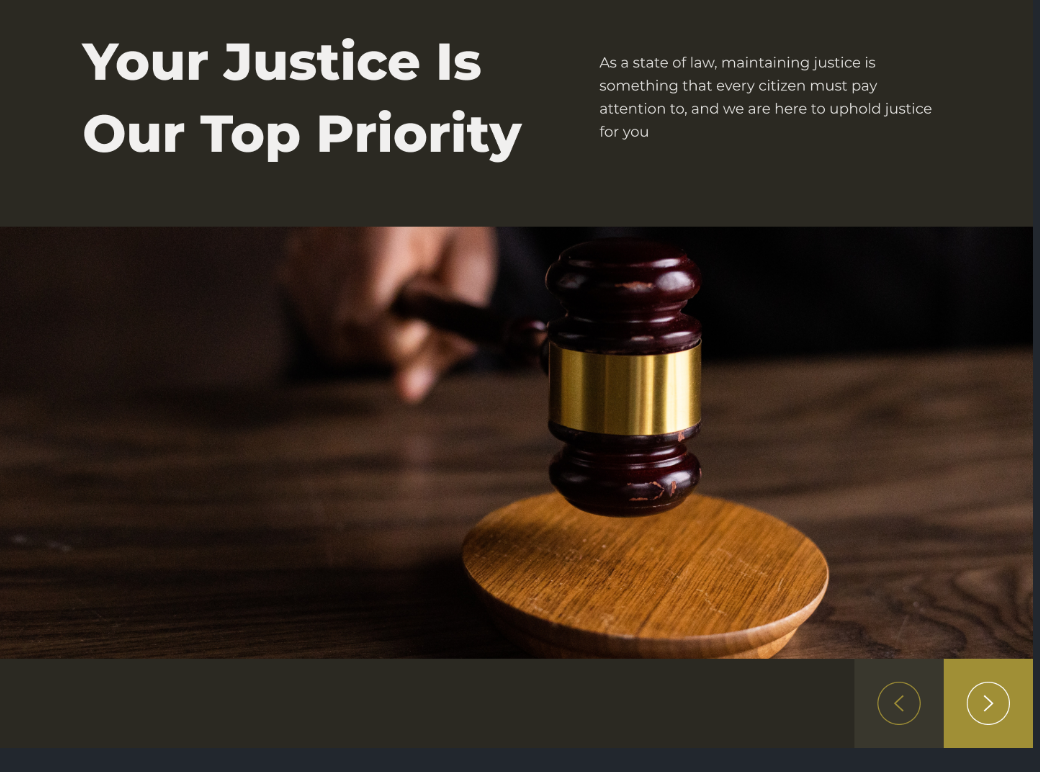 Your Justice Is
Our Top Priority
As a state of law, maintaining justice is
something that every citizen must pay
attention to, and we are here to uphold justice
for you